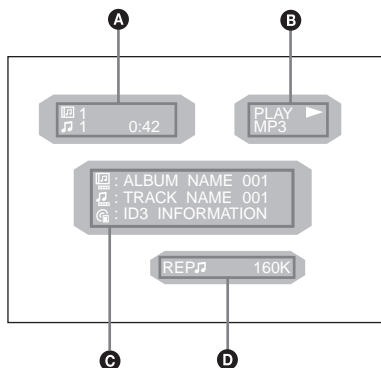 A
B
1
1 0:42
PLAY
MP3
: ALBUM NAME 001
: TRACK NAME 001
: ID3 INFORMATION
REP 160K
C
D